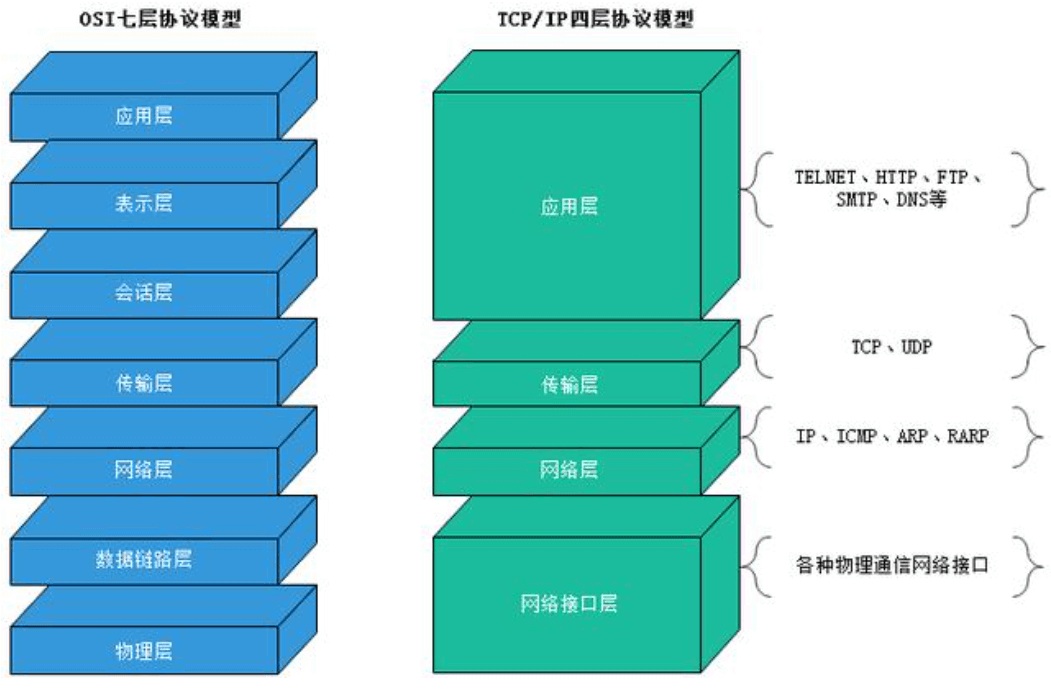 OSI七层协议模型
TCP/IP四层协议模型
应用层
表示层
会话层
传输层
网络层
数据链路层
物理层
应用层
传输层
网络层
网络接口层
TELNET、HTTP、FTP、
SMTP、DNS等
TCP、UDP
IP、ICMP、ARP、RARP
各种物理通信网络接口